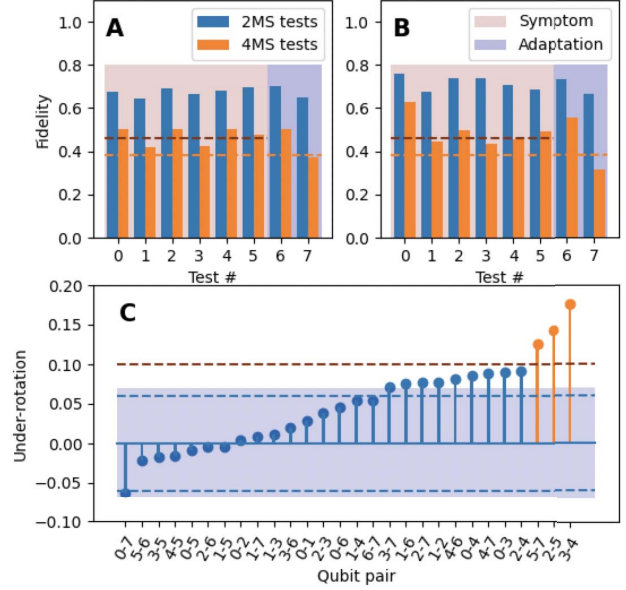 A
2MS tests
4MS tests
Fidelity
1.0
0.8
0.6
0.4
0.2
0.0
0 1 2 3 4 5 6 7
Test #
B
Symptom
Adaptation
1.0
0.8
0.6
0.4
0.2
0.0
0 1 2 3 4 5 6 7
Test #
C
Under-rotation
0.20
0.15
0.10
0.05
0.00
−0.05
−0.10
0-7 5-6 3-5 4-5 0-5 2-6 1-5 0-2 1-7 1-3 3-6 0-1 2-3 0-6 1-4 6-7 3-7 1-6 2-7 1-2 4-6 0-4 4-7 0-3 2-4 5-7 2-5 3-4
Qubit pair